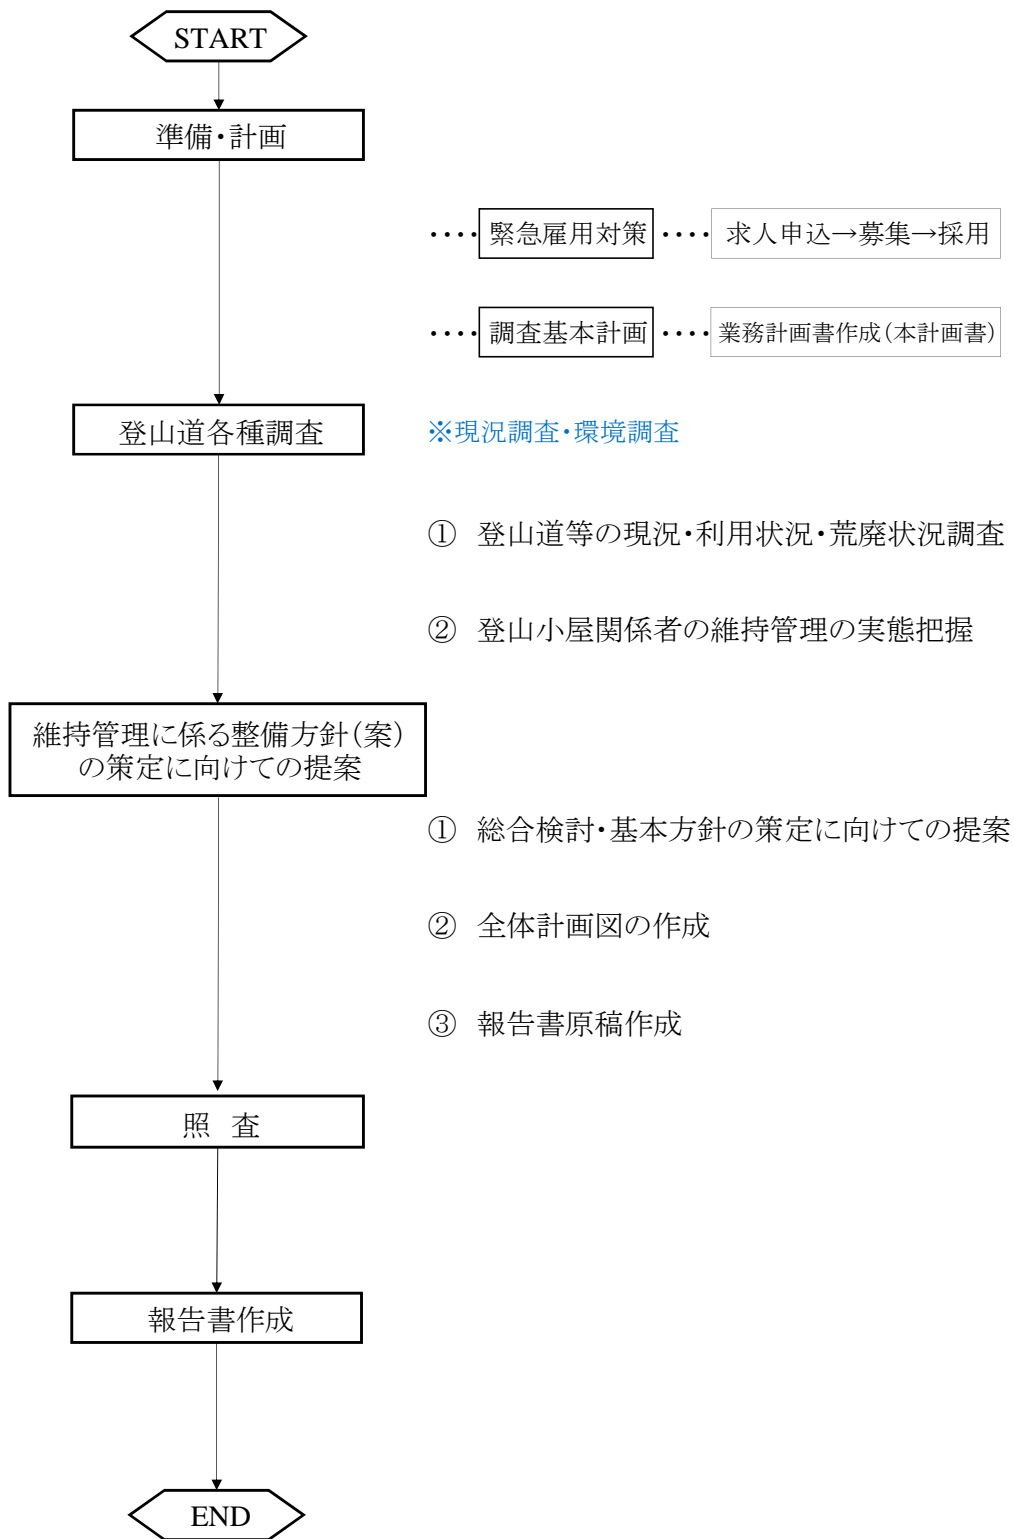 START
準備・計画
‥‥ 緊急雇用対策 ‥‥ 求人申込→募集→採用
‥‥ 調査基本計画 ‥‥ 業務計画書作成(本計画書)
登山道各種調査 ※現況調査・環境調査
① 登山道等の現況・利用状況・荒廃状況調査
② 登山小屋関係者の維持管理の実態把握
維持管理に係る整備方針(案)
の策定に向けての提案
① 総合検討・基本方針の策定に向けての提案
② 全体計画図の作成
③ 報告書原稿作成
照 査
報告書作成
END